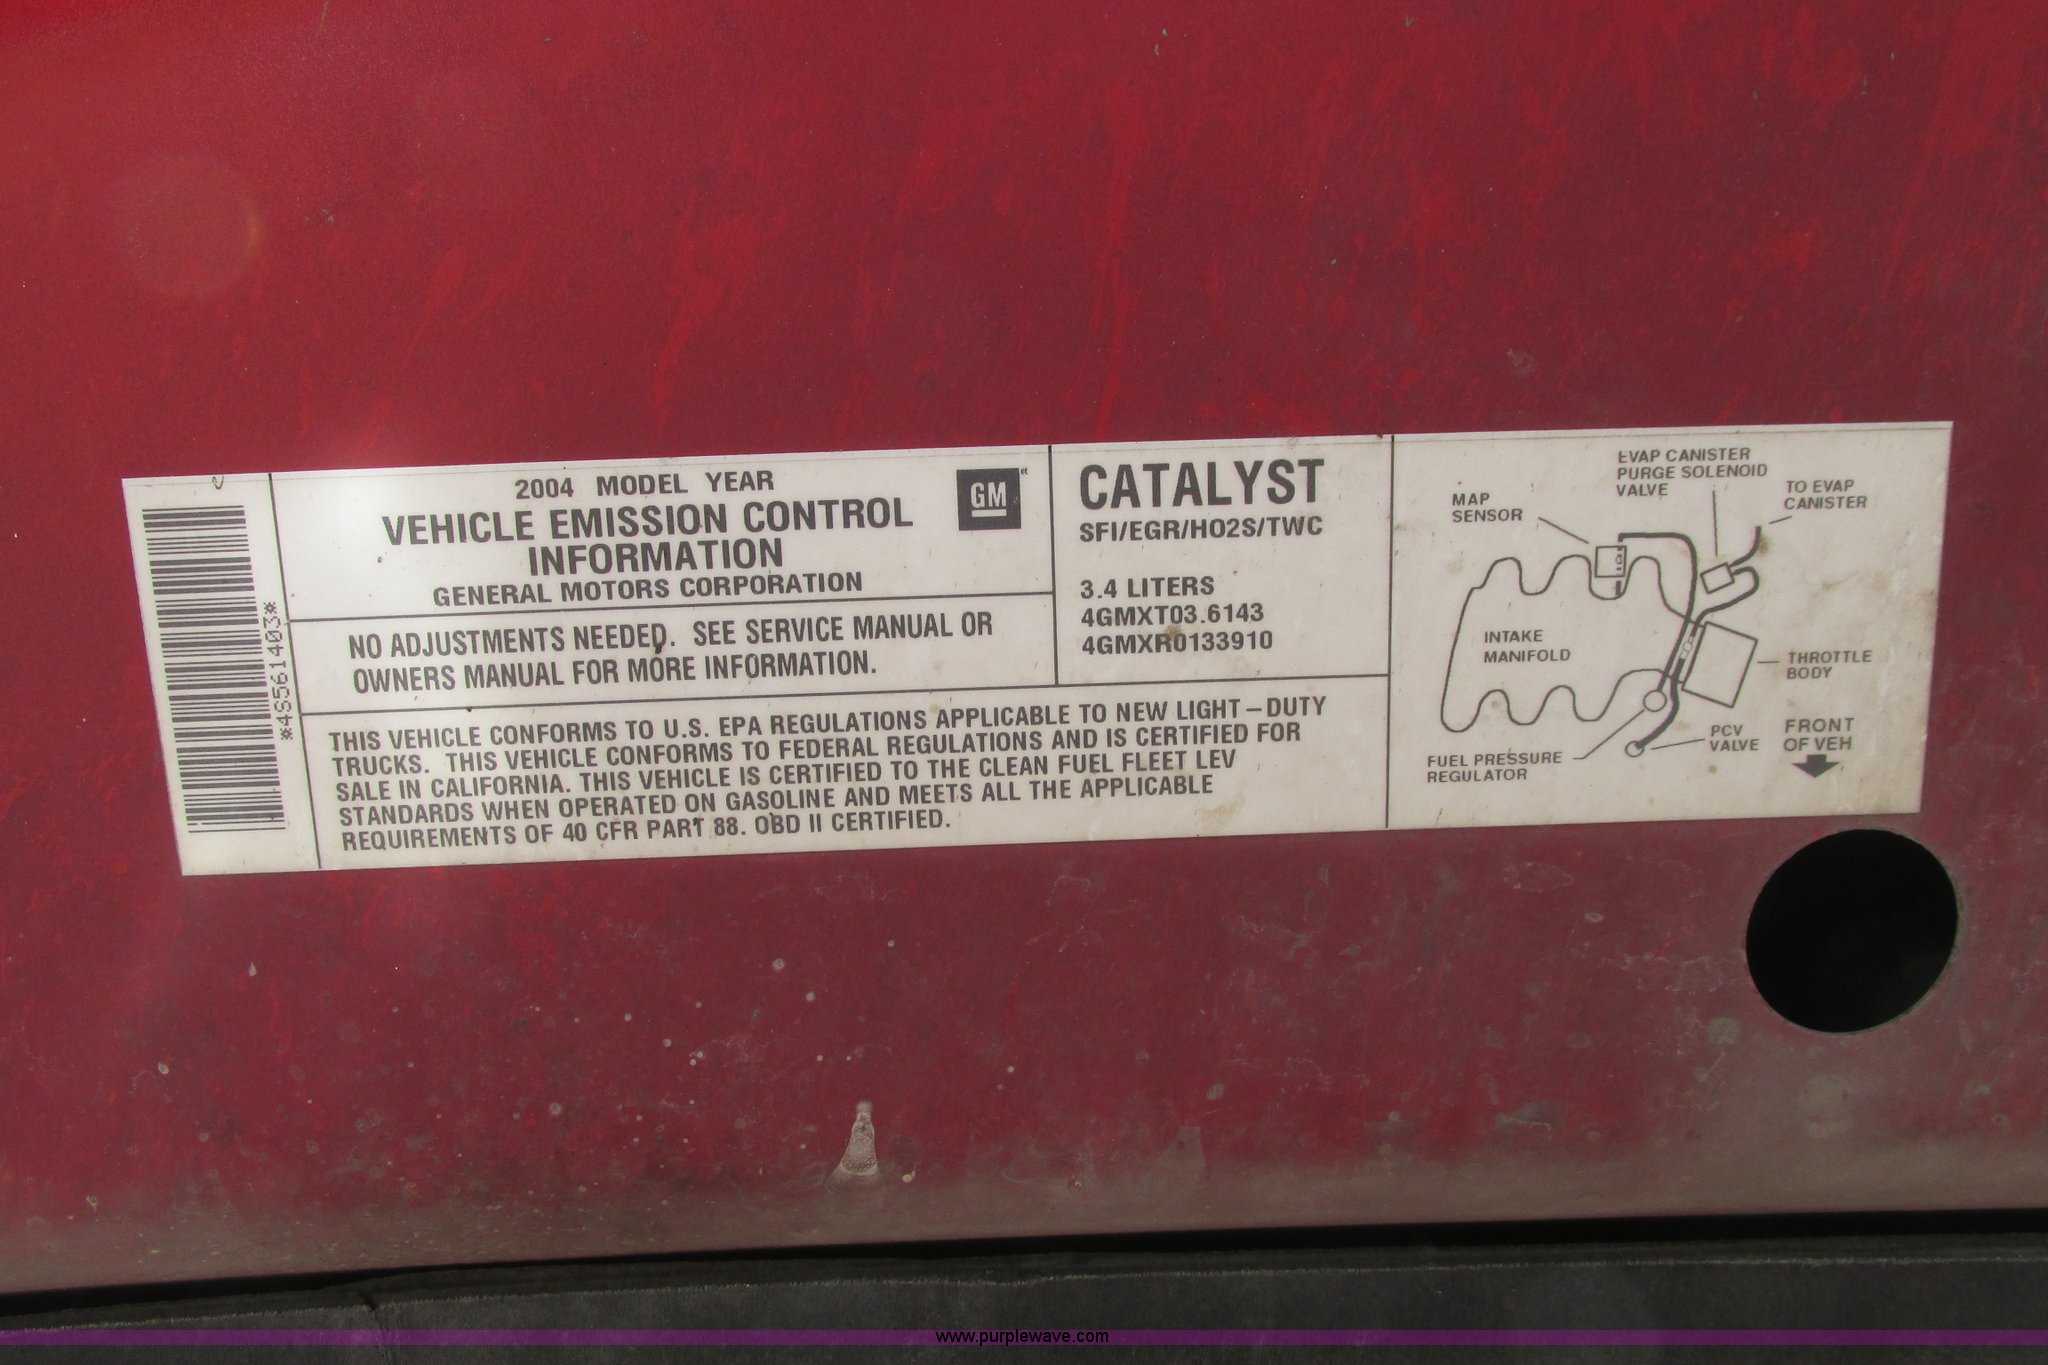 *4S5614403*
2004 MODEL YEAR
VEHICLE EMISSION CONTROL
INFORMATION
GENERAL MOTORS CORPORATION
GM
NO ADJUSTMENTS NEEDED. SEE SERVICE MANUAL OR
OWNERS MANUAL FOR MORE INFORMATION.
THIS VEHICLE CONFORMS TO U.S. EPA REGULATIONS APPLICABLE TO NEW LIGHT-DUTY
TRUCKS. THIS VEHICLE CONFORMS TO FEDERAL REGULATIONS AND IS CERTIFIED FOR
SALE IN CALIFORNIA. THIS VEHICLE IS CERTIFIED TO THE CLEAN FUEL FLEET LEV
STANDARDS WHEN OPERATED ON GASOLINE AND MEETS ALL THE APPLICABLE
REQUIREMENTS OF 40 CFR PART 88. OBD II CERTIFIED.
CATALYST
SFI/EGR/HO2S/TWC
3.4 LITERS
4GMXT03.6143
4GMXR0133910
MAP
SENSOR
EVAP CANISTER
PURGE SOLENOID
VALVE
TO EVAP
CANISTER
INTAKE
MANIFOLD
THROTTLE
BODY
FUEL PRESSURE
REGULATOR
PCV
VALVE
FRONT
OF VEH
www.purplewave.com